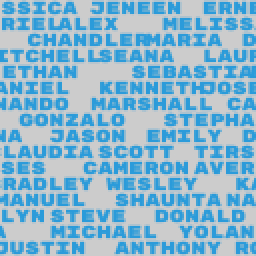 SSICA JENEEN ERNE
RIELALEX MELISS
CHANDLERMARIA D
ITCHELLSEANA LAUR
ETHAN SEBASTIA
ANIEL KENNETHJOSE
NANDO MARSHALL CA
GONZALO STEPHA
NA JASON EMILY D
CLAUDIA SCOTT TIRS
SES CAMERON AVER
RADLEY WESLEY KA
MANUEL SHAUNTA NA
LYN STEVE DONALD
A MICHAEL YOLAN
JUSTIN ANTHONY RO